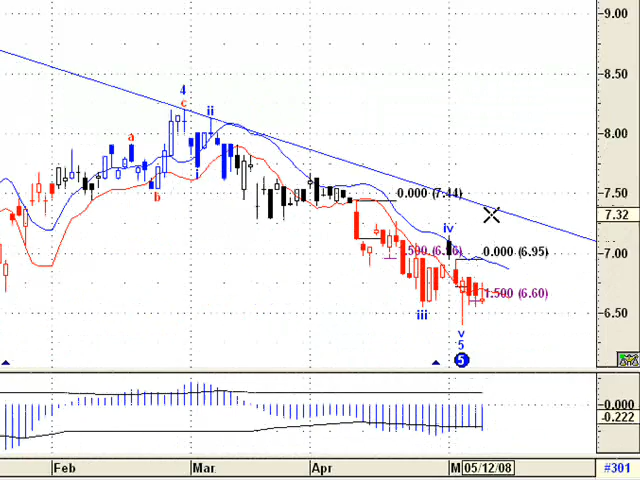 9.00
8.50
4
c
ii
a
8.00
i
b
0.000 (7.44)
7.50
7.32
iv
0.000 (6.95)
7.00
1.500 (6.60)
6.50
iii
v
5
5
0.000
-0.222
Feb
Mar
Apr
M
05/12/08
#301